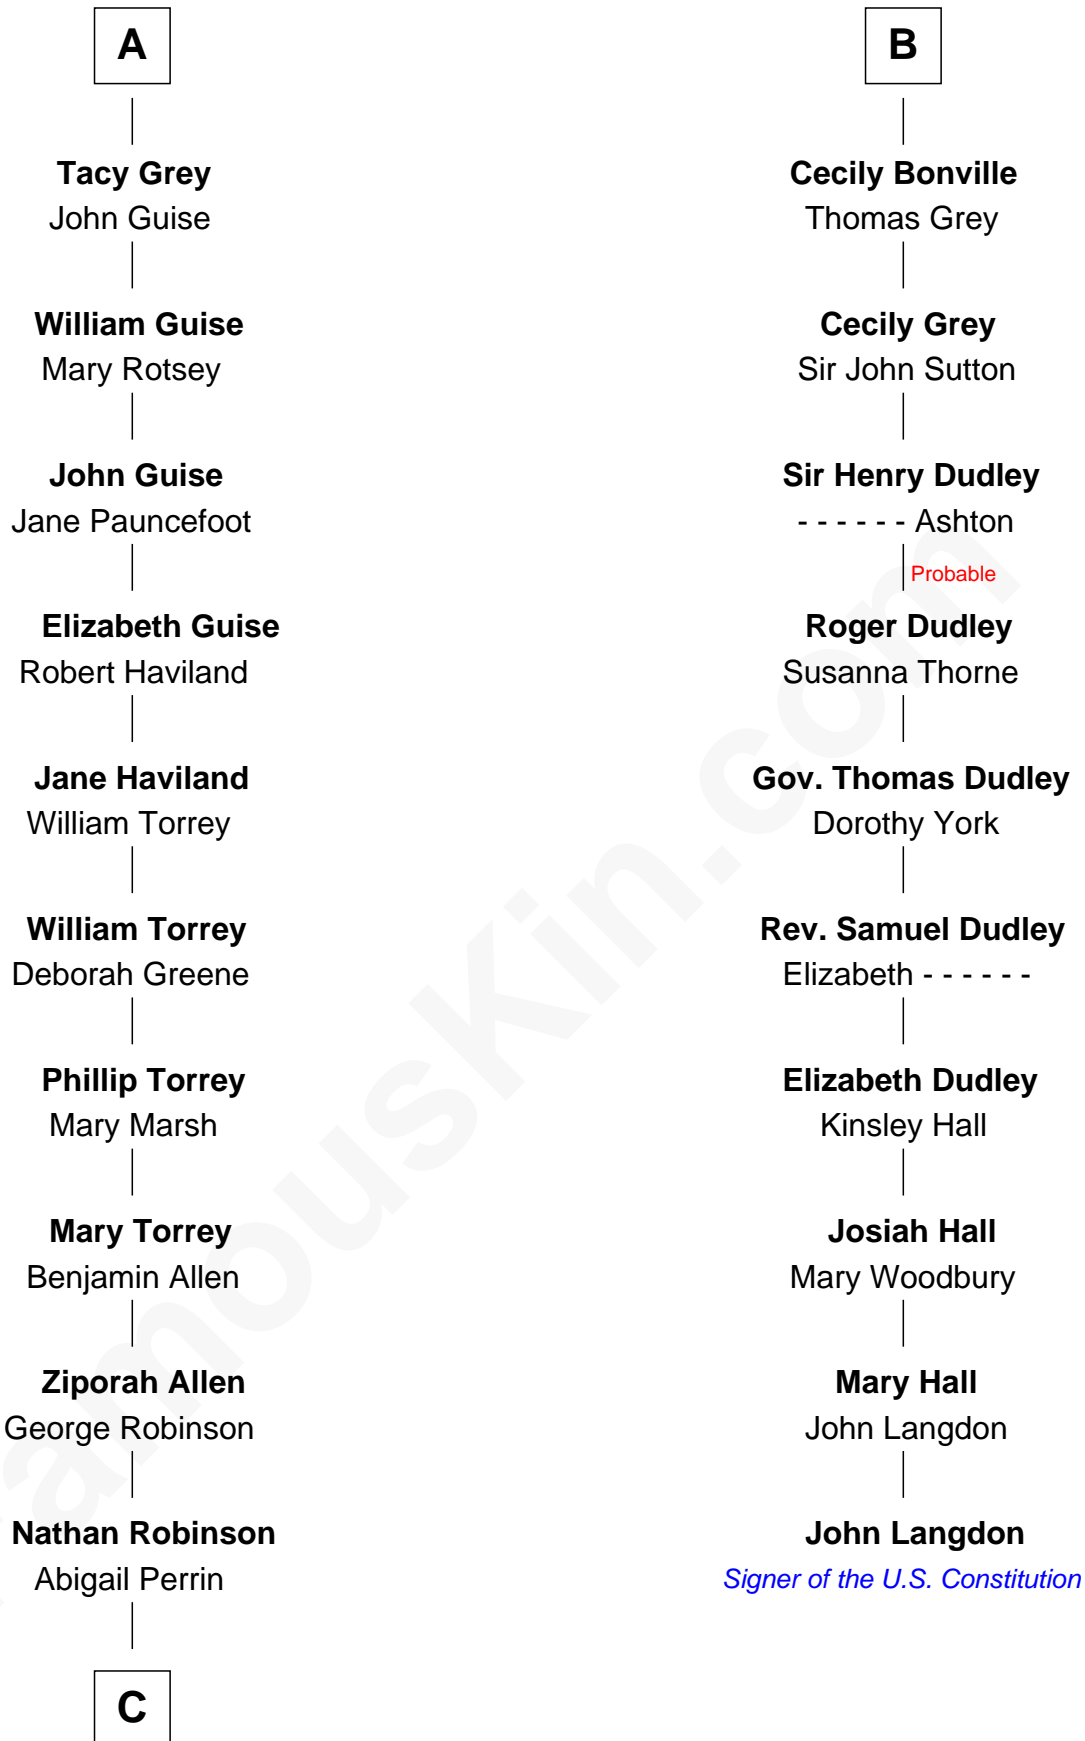 A
Tacy Grey
John Guise
William Guise
Mary Rotsey
John Guise
Jane Pauncefoot
Elizabeth Guise
Robert Haviland
Jane Haviland
William Torrey
William Torrey
Deborah Greene
Phillip Torrey
Mary Marsh
Mary Torrey
Benjamin Allen
Ziporah Allen
George Robinson
Nathan Robinson
Abigail Perrin
C
B
Cecily Bonville
Thomas Grey
Cecily Grey
Sir John Sutton
Sir Henry Dudley
- - - - - - Ashton
Probable
Roger Dudley
Susanna Thorne
Gov. Thomas Dudley
Dorothy York
Rev. Samuel Dudley
Elizabeth - - - - - -
Elizabeth Dudley
Kinsley Hall
Josiah Hall
Mary Woodbury
Mary Hall
John Langdon
John Langdon
Signer of the U.S. Constitution
FamousKin.com